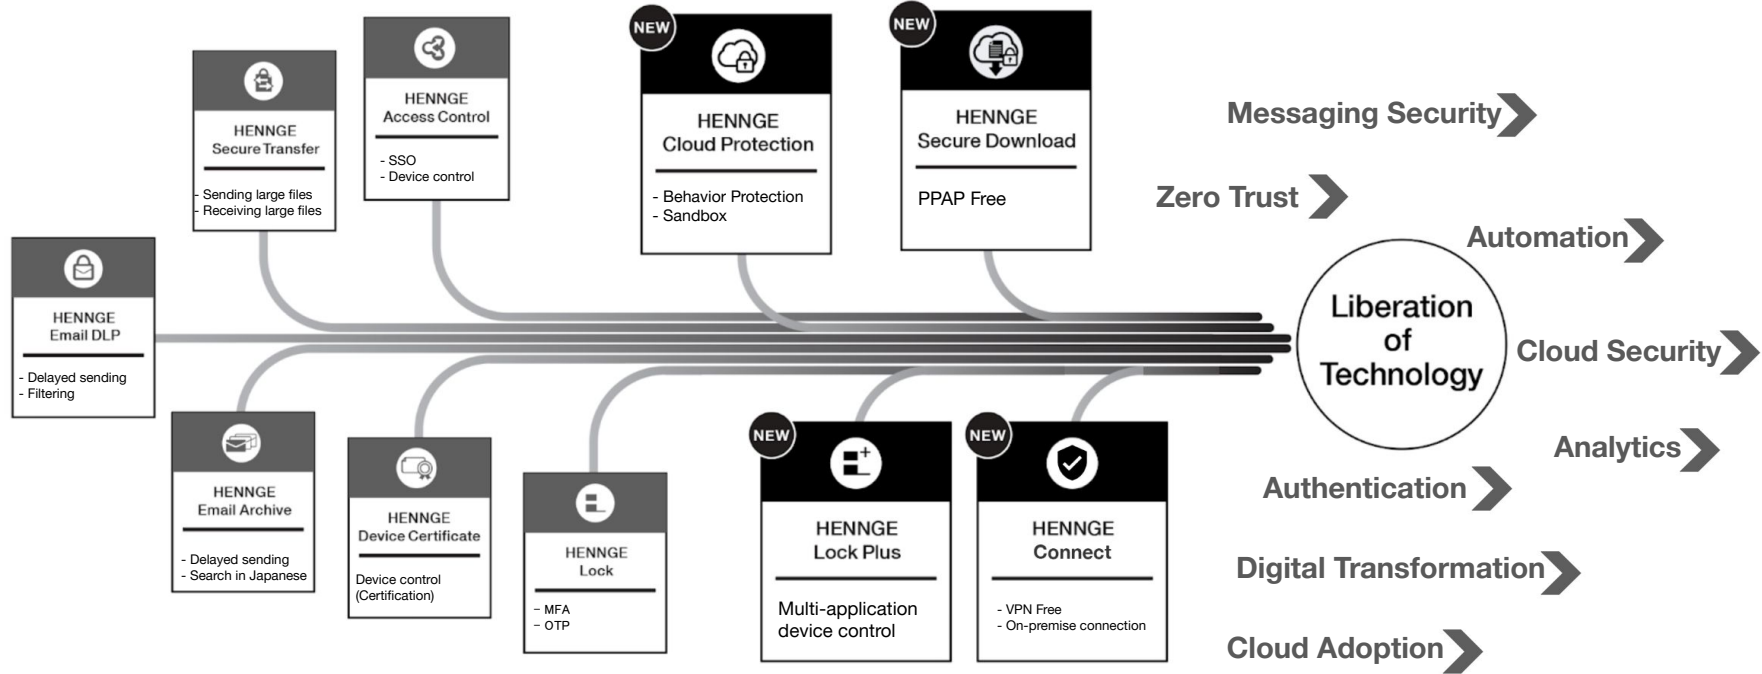 HENNGE
Secure Transfer
- Sending large files
- Receiving large files
HENNGE
Access Control
- SSO
- Device control
NEW
HENNGE
Cloud Protection
- Behavior Protection
- Sandbox
NEW
HENNGE
Secure Download
PPAP Free
HENNGE
Email DLP
- Delayed sending
- Filtering
HENNGE
Email Archive
- Delayed sending
- Search in Japanese
HENNGE
Device Certificate
Device control
(Certification)
HENNGE
Lock
- MFA
- OTP
NEW
HENNGE
Lock Plus
Multi-application
device control
NEW
HENNGE
Connect
- VPN Free
- On-premise connection
Liberation
of
Technology
Messaging Security
Zero Trust
Automation
Cloud Security
Analytics
Authentication
Digital Transformation
Cloud Adoption